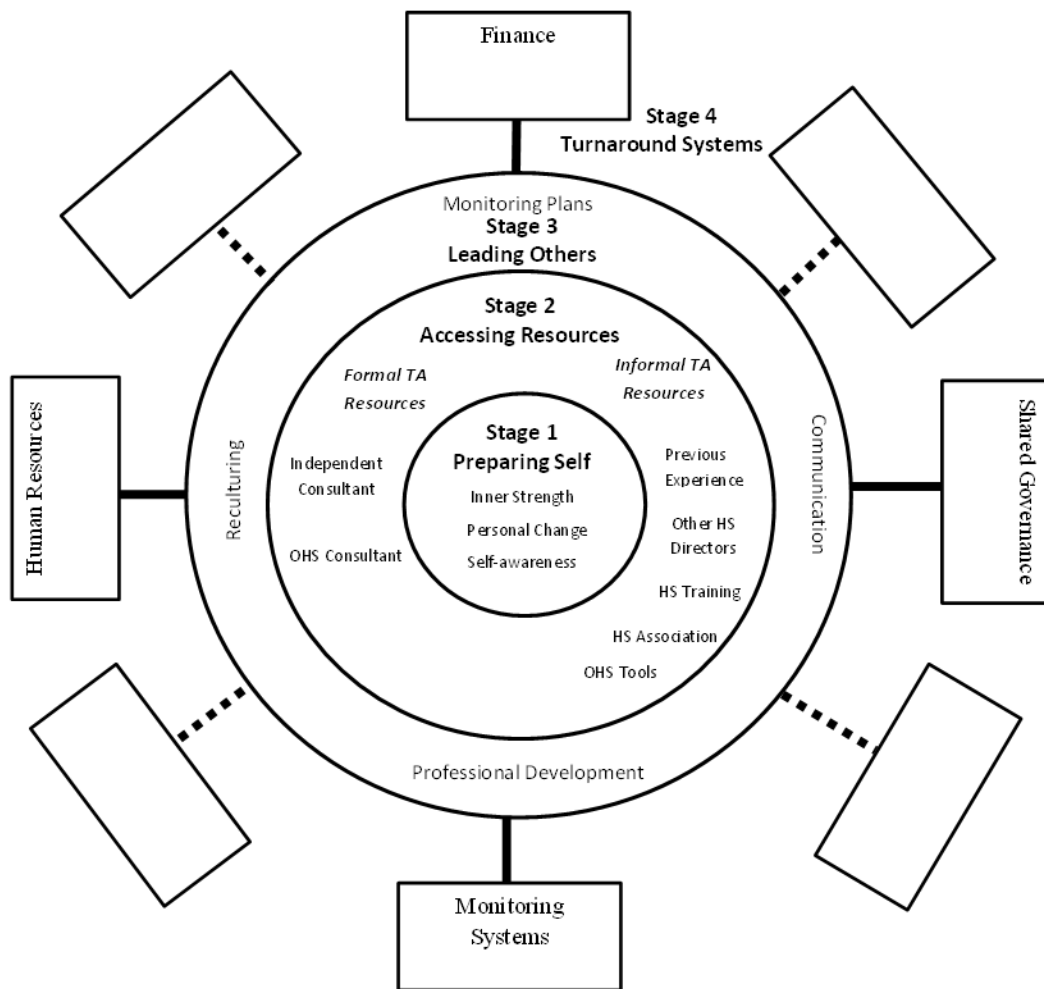 Finance
Stage 4
Turnaround Systems
Monitoring Plans
Stage 3
Leading Others
Stage 2
Accessing Resources
Formal TA
Resources
Informal TA
Resources
Stage 1
Preparing Self
Inner Strength
Personal Change
Self-awareness
Independent
Consultant
OHS Consultant
Previous
Experience
Other HS
Directors
HS Training
HS Association
OHS Tools
Human Resources
Reculturing
Communication
Shared Governance
Professional Development
Monitoring
Systems